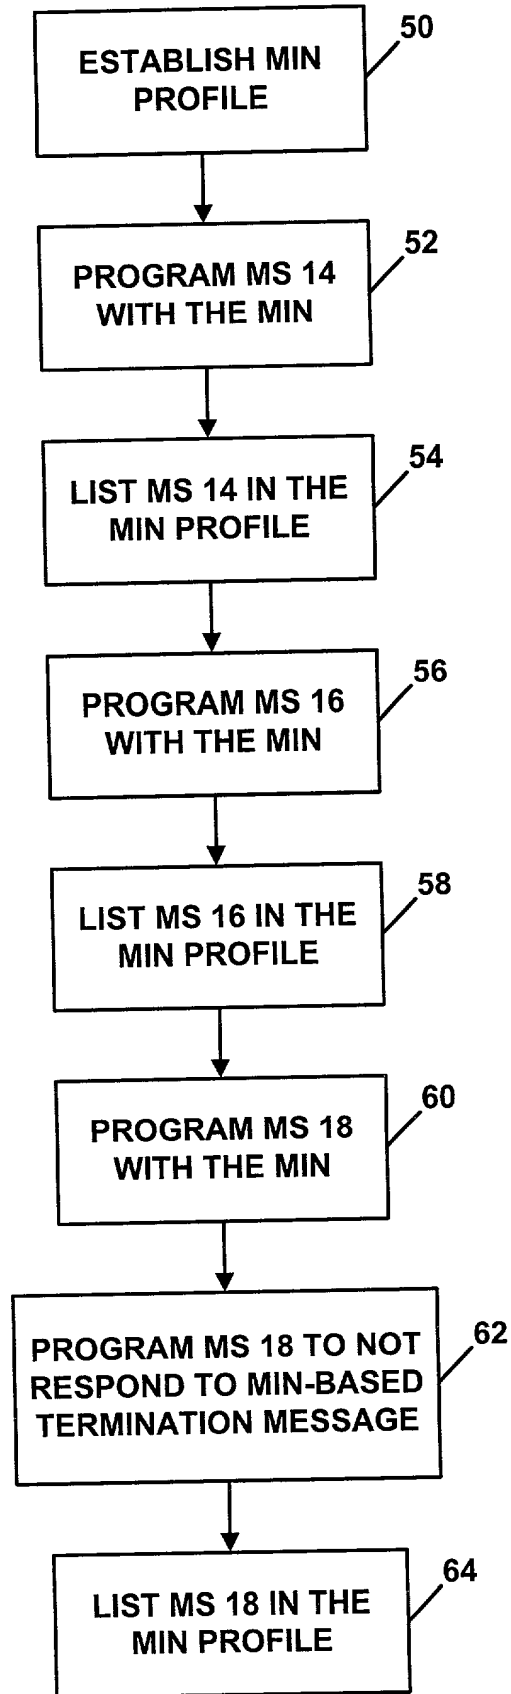 50
ESTABLISH MIN
PROFILE
52
PROGRAM MS 14
WITH THE MIN
54
LIST MS 14 IN THE
MIN PROFILE
56
PROGRAM MS 16
WITH THE MIN
58
LIST MS 16 IN THE
MIN PROFILE
60
PROGRAM MS 18
WITH THE MIN
62
PROGRAM MS 18 TO NOT
RESPOND TO MIN-BASED
TERMINATION MESSAGE
64
LIST MS 18 IN THE
MIN PROFILE